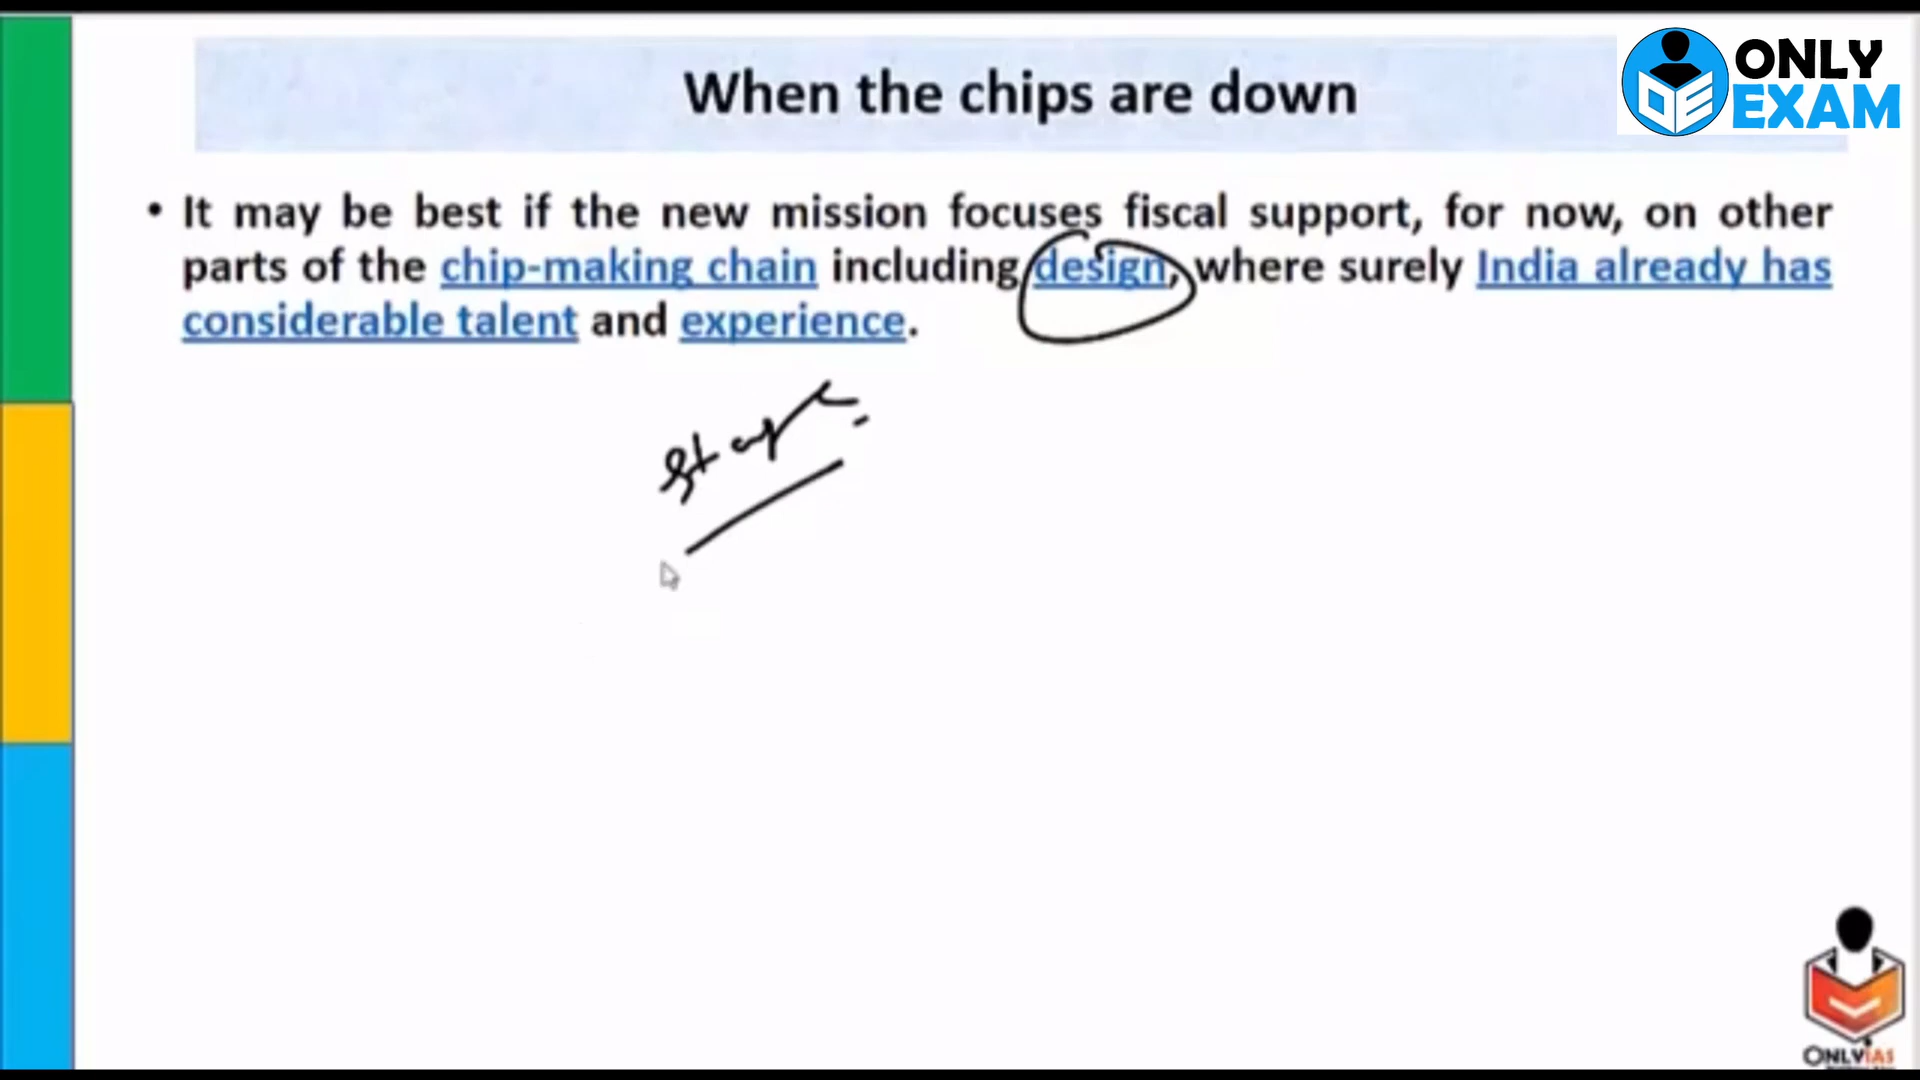 When the chips are down
ONLY
EXAM
• It may be best if the new mission focuses fiscal support, for now, on other
parts of the chip-making chain including design, where surely India already has
considerable talent and experience.
ONLYIAS